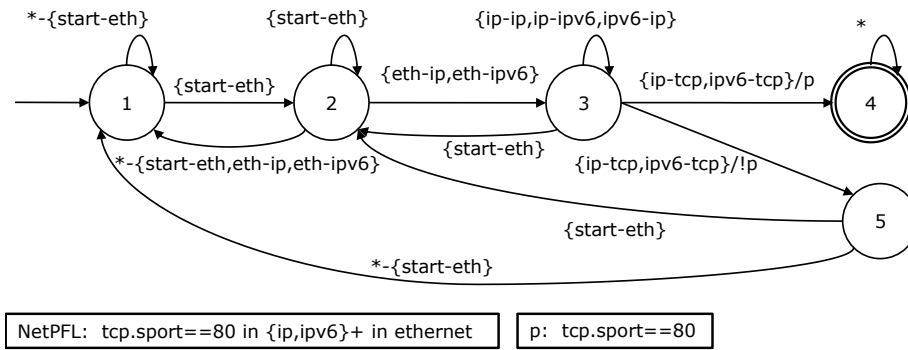 *-{start-eth}
{start-eth}
{ip-ip,ip-ipv6,ipv6-ip}
*
{start-eth}
{eth-ip,eth-ipv6}
{ip-tcp,ipv6-tcp}/p
1
2
3
4
{start-eth}
*-{start-eth,eth-ip,eth-ipv6}
{ip-tcp,ipv6-tcp}/!p
5
{start-eth}
*-{start-eth}
NetPFL: tcp.sport==80 in {ip,ipv6}+ in ethernet
p: tcp.sport==80